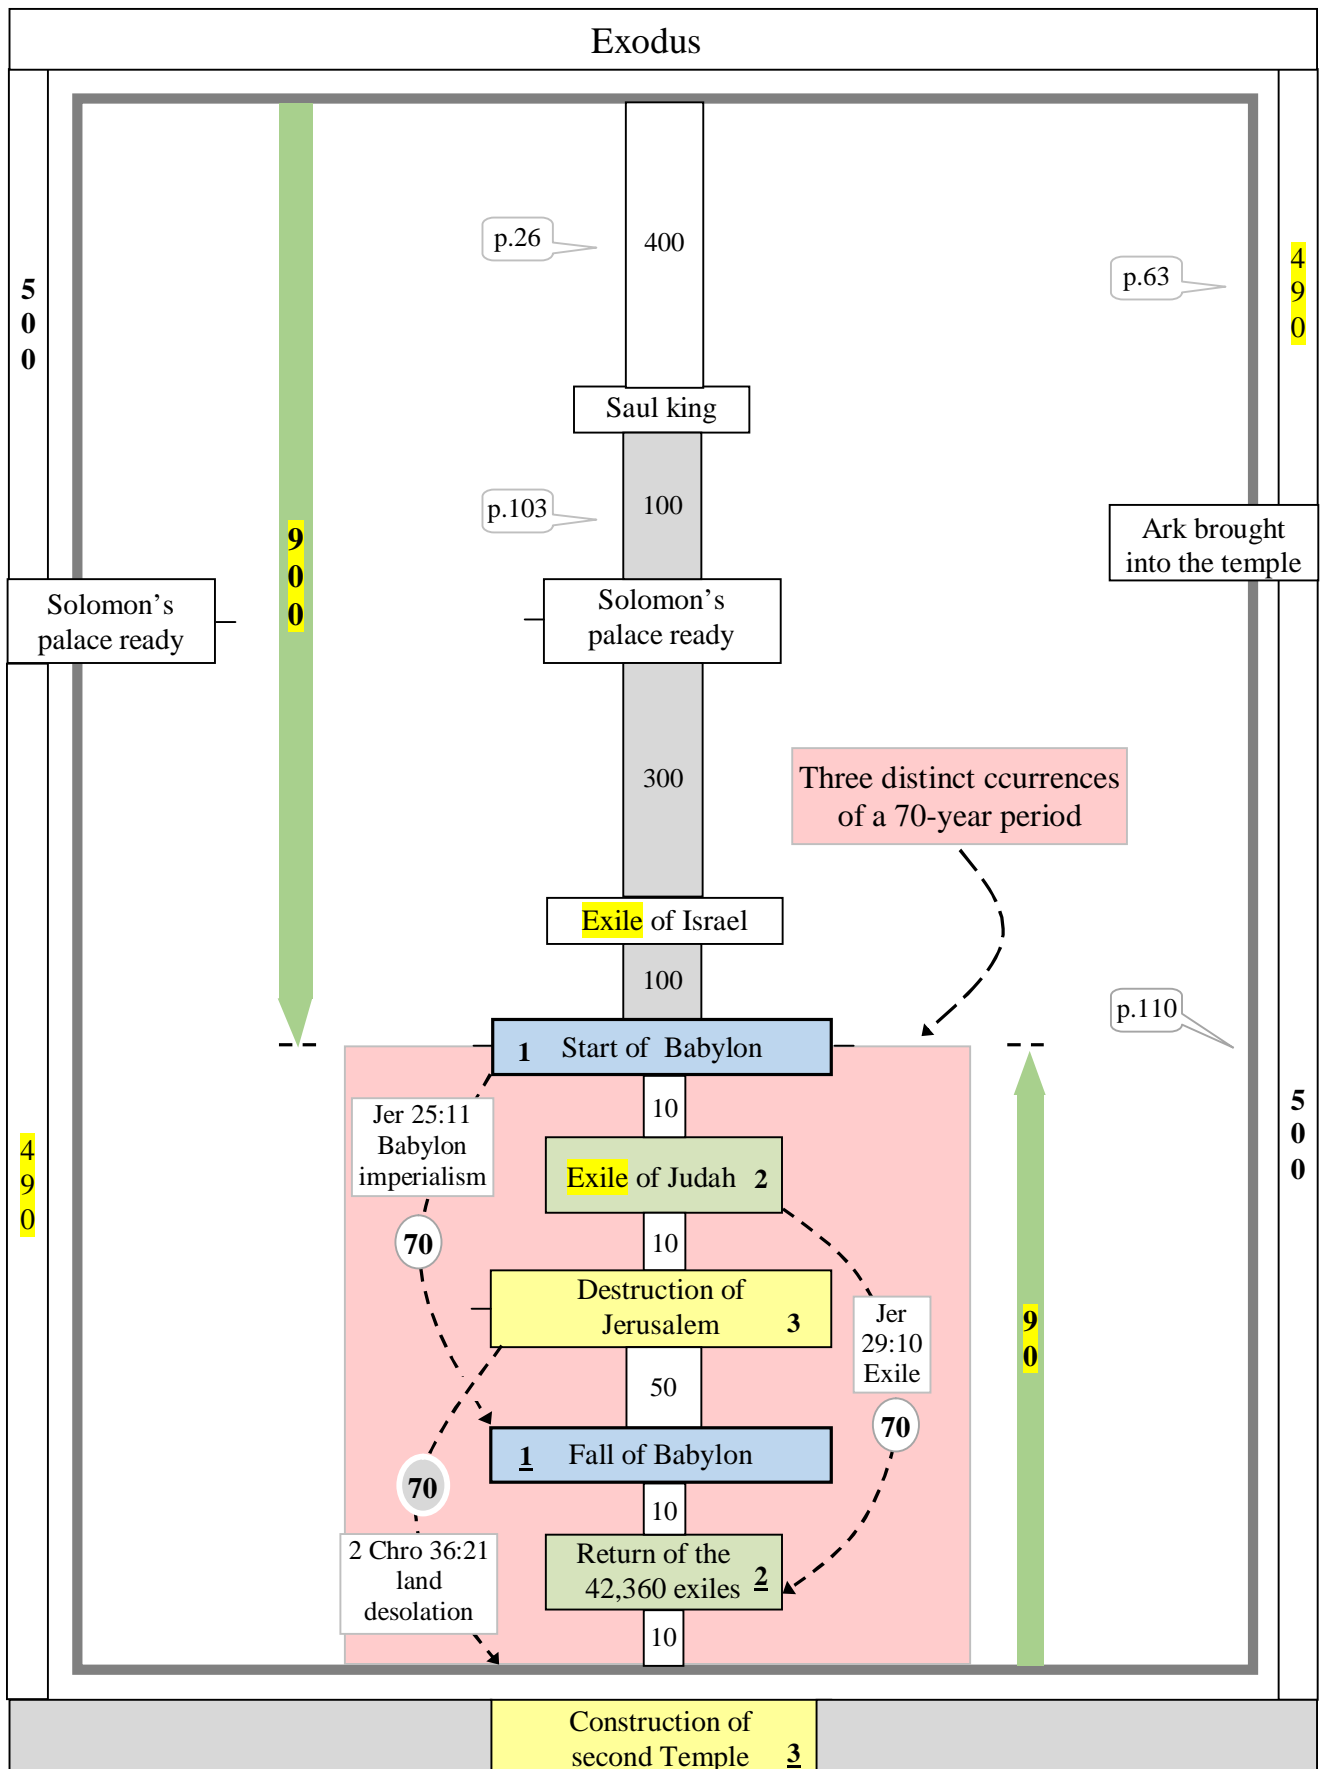 Exodus
p.26
400
p.63
5
0
0
4
9
0
Saul king
p.103
100
9
0
0
Ark brought
into the temple
Solomon's
palace ready
Solomon's
palace ready
300
Three distinct ccurrences
of a 70-year period
Exile of Israel
100
p.110
1 Start of Babylon
10
Jer 25:11
Babylon
imperialism
5
0
0
4
9
0
Exile of Judah 2
70
10
Destruction of
Jerusalem 3
Jer
29:10
Exile
9
0
50
70
1 Fall of Babylon
70
10
2 Chro 36:21
land
desolation
Return of the
42,360 exiles 2
10
Construction of
second Temple 3